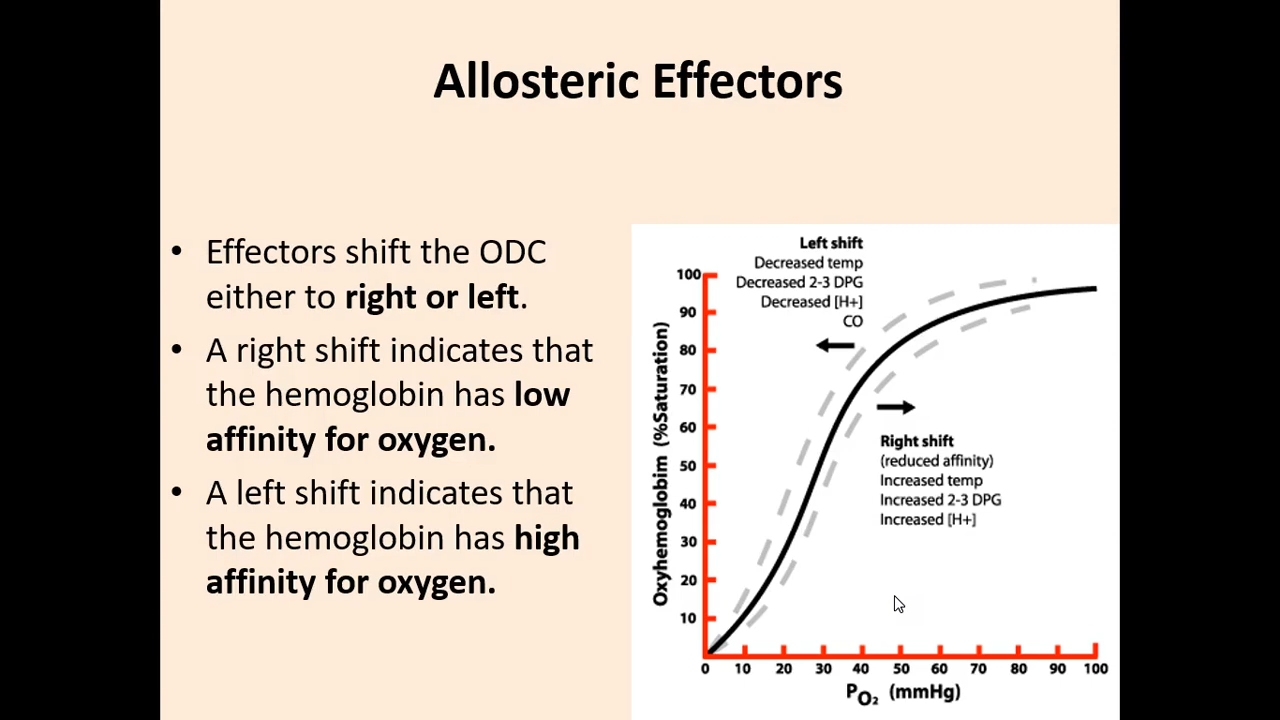 Allosteric Effectors
• Effectors shift the ODC
either to right or left.
• A right shift indicates that
the hemoglobin has low
affinity for oxygen.
• A left shift indicates that
the hemoglobin has high
affinity for oxygen.
Left shift
Decreased temp
Decreased 2-3 DPG
Decreased [H+]
CO
Right shift
(reduced affinity)
Increased temp
Increased 2-3 DPG
Increased [H+]
Oxyhemoglobim (%Saturation)
100
90
80
70
60
50
40
30
20
10
0 10 20 30 40 50 60 70 80 90 100
PO₂ (mmHg)